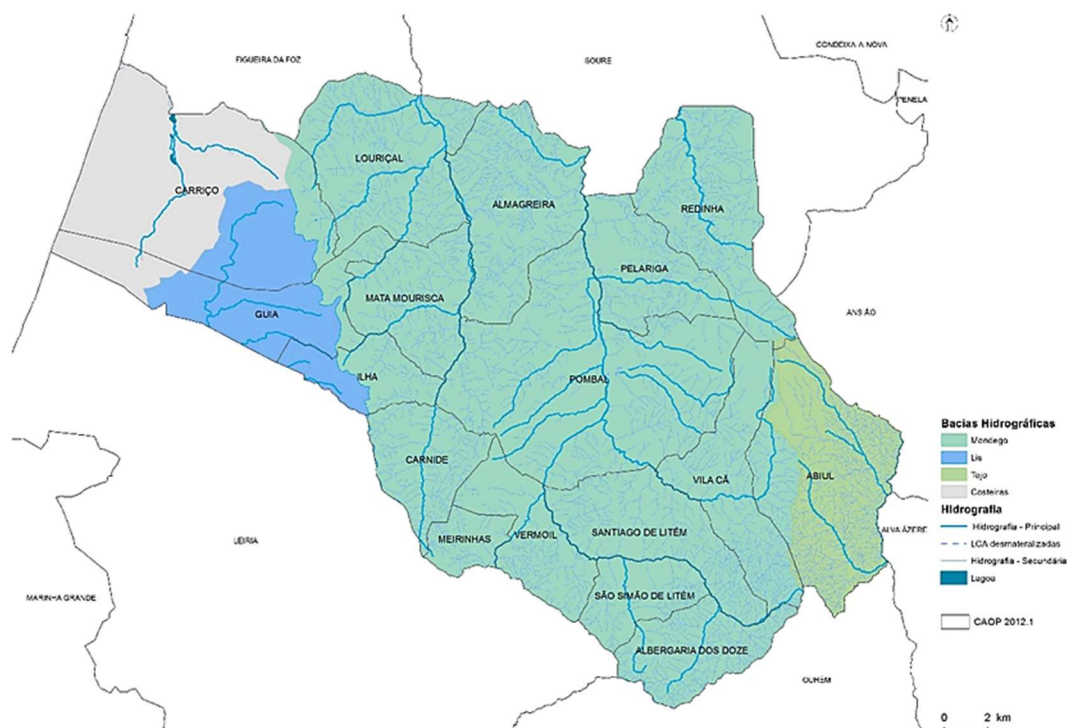 FIGUEIRA DA FOZ
SOURE
CONDEIXA A NOVA
PENELA
LOURIÇAL
CARRIÇO
ALMAGREIRA
REDINHA
PELARIGA
MATA MOURISCA
GUIA
ANSIÃO
ILHA
POMBAL
CARNIDE
VILA CÃ
ABIUL
MEIRINHAS
VERMOIL
SANTIAGO DE LITÉM
ALVAIÁZERE
LEIRIA
MARINHA GRANDE
SÃO SIMÃO DE LITÉM
ALBERGARIA DOS DOZE
OURÉM
Bacias Hidrográficas
Mondego
Lis
Tejo
Costeiras
Hidrografia
Hidrografia - Principal
LCA desmaterializadas
Hidrografia - Secundária
Lagoa
CAOP 2012.1
0 2 km